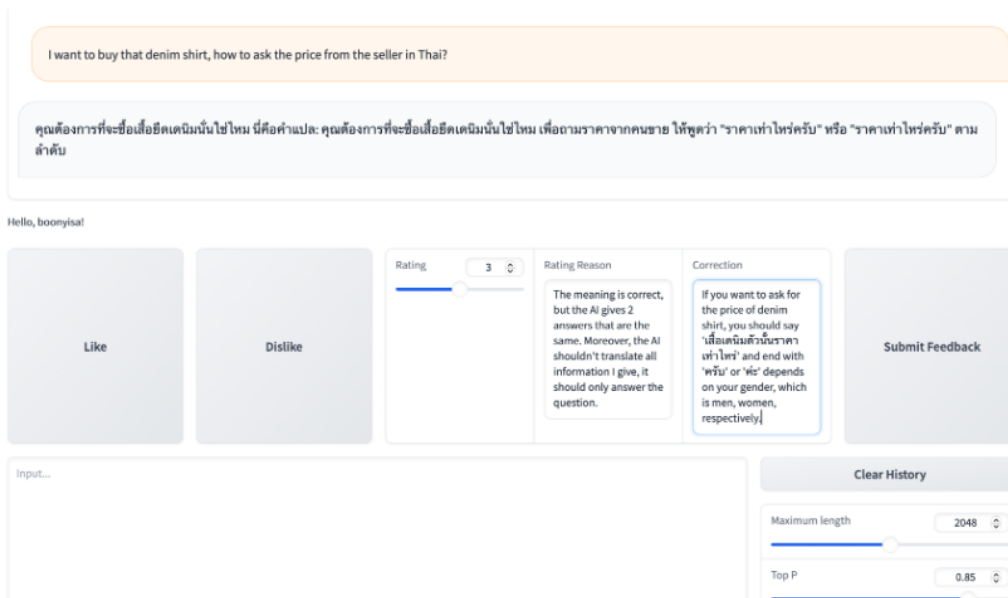 I want to buy that denim shirt, how to ask the price from the seller in Thai?
คุณต้องการที่จะซื้อเสื้อยืดเดนิมนั่นใช่ไหม นี่คือคำแปล: คุณต้องการที่จะซื้อเสื้อยืดเดนิมนั่นใช่ไหม เพื่อถามราคาจากคนขาย ให้พูดว่า "ราคาเท่าไหร่ครับ" หรือ "ราคาเท่าไหร่ครับ" ตาม
ลำดับ
Hello, boonyisa!
Like
Dislike
Rating
3
Rating Reason
The meaning is correct,
but the AI gives 2
answers that are the
same. Moreover, the AI
shouldn't translate all
information I give, it
should only answer the
question.
Correction
If you want to ask for
the price of denim
shirt, you should say
'เสื้อเดนิมตัวนั้นราคา
เท่าไหร่' and end with
'ครับ' or 'ค่ะ' depends
on your gender, which
is men, women,
respectively.
Submit Feedback
Input...
Clear History
Maximum length
2048
Top P
0.85